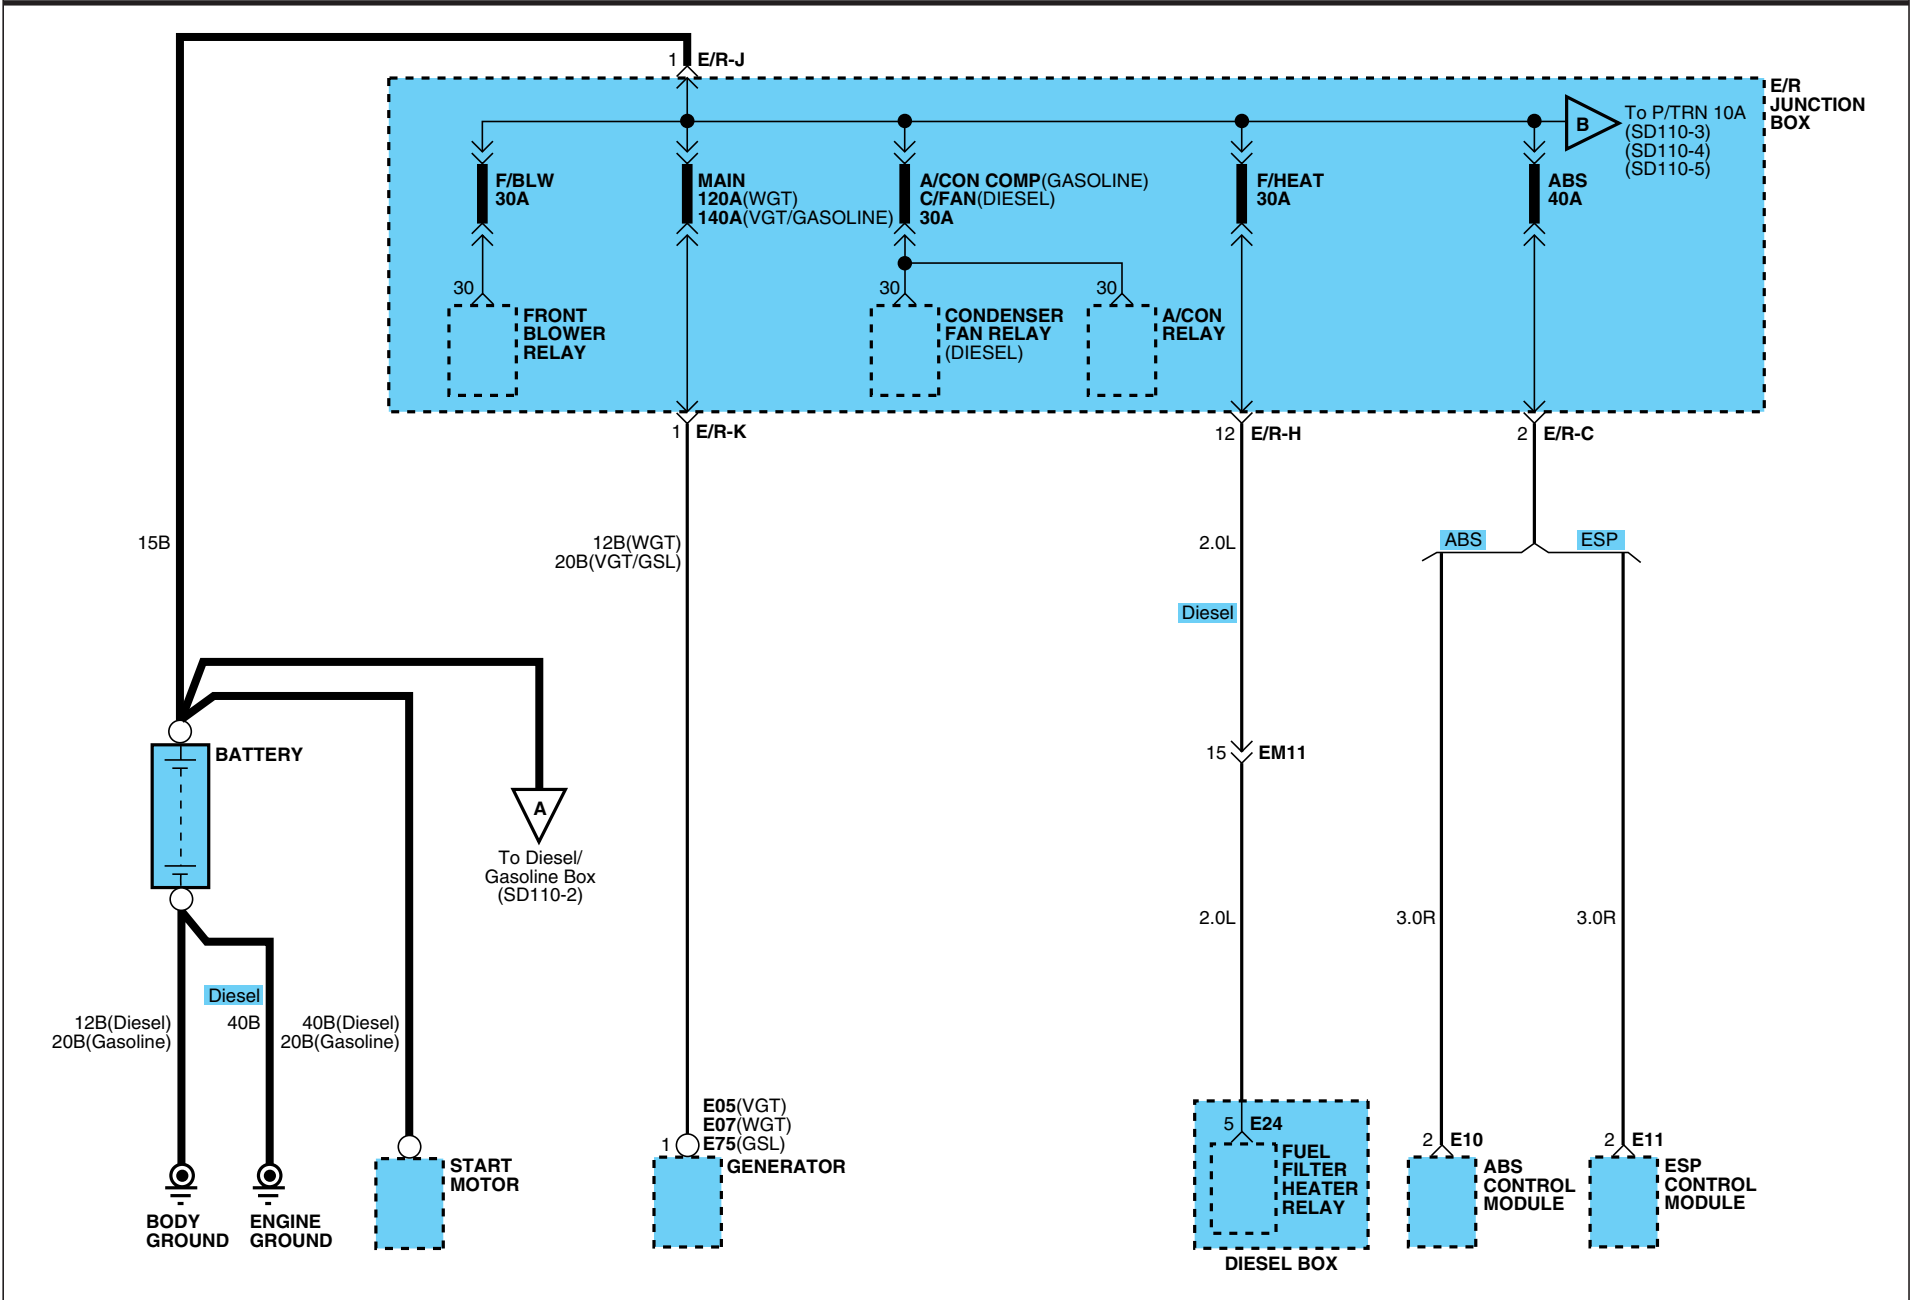 1 E/R-J
E/R
JUNCTION
BOX
B
To P/TRN 10A
(SD110-3)
(SD110-4)
(SD110-5)
F/BLW
30A
MAIN
120A(WGT)
140A(VGT/GASOLINE)
A/CON COMP(GASOLINE)
C/FAN(DIESEL)
30A
F/HEAT
30A
ABS
40A
30
FRONT
BLOWER
RELAY
30
CONDENSER
FAN RELAY
(DIESEL)
30
A/CON
RELAY
1 E/R-K
12 E/R-H
2 E/R-C
15B
12B(WGT)
20B(VGT/GSL)
2.0L
ABS
ESP
Diesel
BATTERY
15 EM11
A
To Diesel/
Gasoline Box
(SD110-2)
2.0L
3.0R
3.0R
Diesel
12B(Diesel)
20B(Gasoline)
40B
40B(Diesel)
20B(Gasoline)
E05(VGT)
E07(WGT)
1 E75(GSL)
GENERATOR
5 E24
FUEL
FILTER
HEATER
RELAY
DIESEL BOX
2 E10
ABS
CONTROL
MODULE
2 E11
ESP
CONTROL
MODULE
START
MOTOR
BODY
GROUND
ENGINE
GROUND